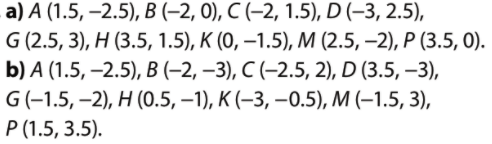 a) A (1.5, –2.5), B (–2, 0), C (–2, 1.5), D (–3, 2.5),
G (2.5, 3), H (3.5, 1.5), K (0, –1.5), M (2.5, –2), P (3.5, 0).
b) A (1.5, –2.5), B (–2, –3), C (–2.5, 2), D (3.5, –3),
G (–1.5, –2), H (0.5, –1), K (–3, –0.5), M (–1.5, 3),
P (1.5, 3.5).